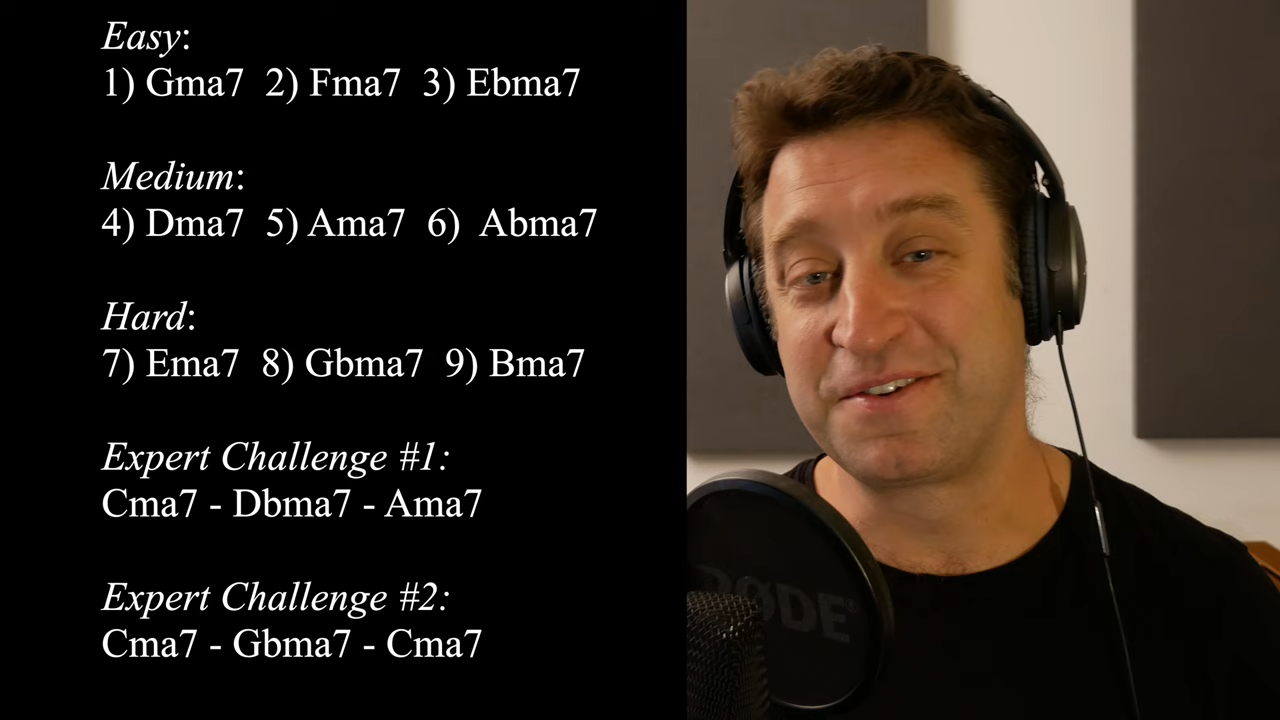 Easy:
1) Gma7 2) Fma7 3) Ebma7
Medium:
4) Dma7 5) Ama7 6) Abma7
Hard:
7) Ema7 8) Gbma7 9) Bma7
Expert Challenge #1:
Cma7 - Dbma7 - Ama7
Expert Challenge #2:
Cma7 - Gbma7 - Cma7
RØDE